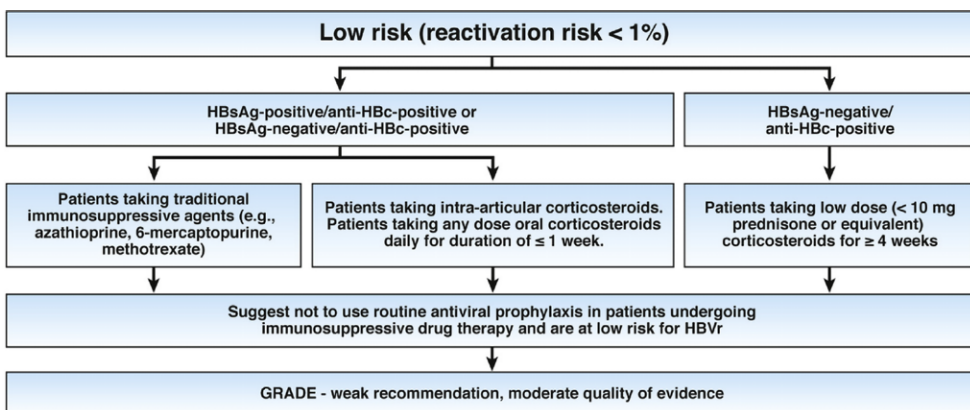 Low risk (reactivation risk < 1%)
HBsAg-positive/anti-HBc-positive or
HBsAg-negative/anti-HBc-positive
HBsAg-negative/
anti-HBc-positive
Patients taking traditional
immunosuppressive agents (e.g.,
azathioprine, 6-mercaptopurine,
methotrexate)
Patients taking intra-articular corticosteroids.
Patients taking any dose oral corticosteroids
daily for duration of ≤ 1 week.
Patients taking low dose (< 10 mg
prednisone or equivalent)
corticosteroids for ≥ 4 weeks
Suggest not to use routine antiviral prophylaxis in patients undergoing
immunosuppressive drug therapy and are at low risk for HBVr
GRADE - weak recommendation, moderate quality of evidence